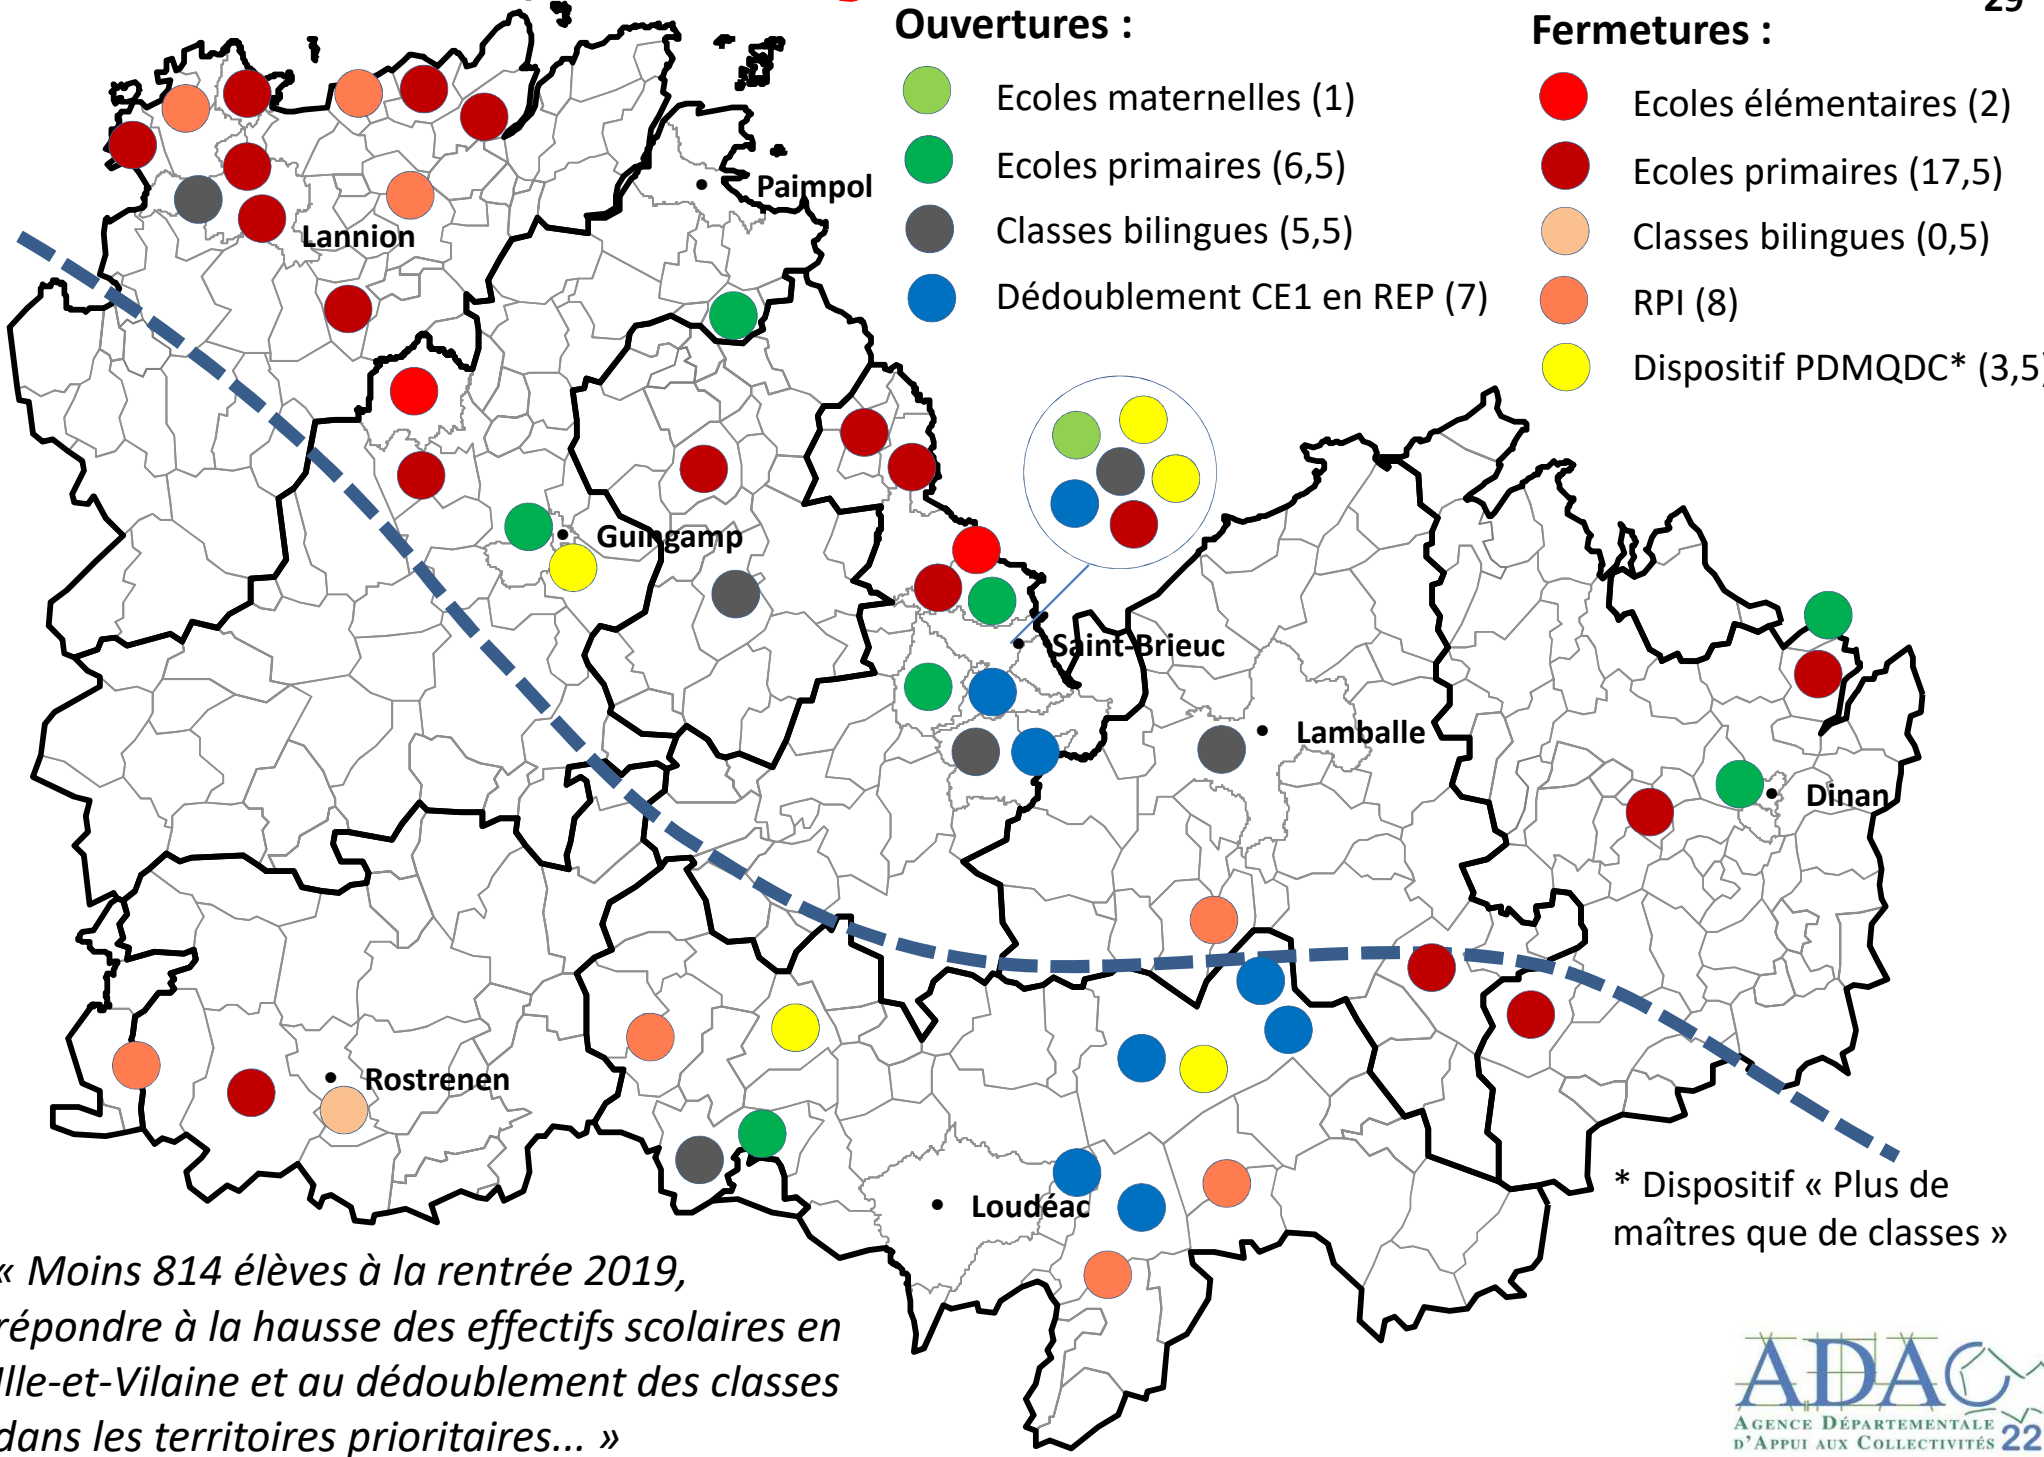 29
Ouvertures :
Ecoles maternelles (1)
Ecoles primaires (6,5)
Classes bilingues (5,5)
Dédoublement CE1 en REP (7)
Fermetures :
Ecoles élémentaires (2)
Ecoles primaires (17,5)
Classes bilingues (0,5)
RPI (8)
Dispositif PDMQDC* (3,5)
Paimpol
Lannion
Guingamp
Saint-Brieuc
Lamballe
Dinan
Rostrenen
Loudéac
* Dispositif « Plus de
maîtres que de classes »
« Moins 814 élèves à la rentrée 2019,
répondre à la hausse des effectifs scolaires en
Ille-et-Vilaine et au dédoublement des classes
dans les territoires prioritaires... »
ADAC
AGENCE DÉPARTEMENTALE
D'APPUI AUX COLLECTIVITÉS 22